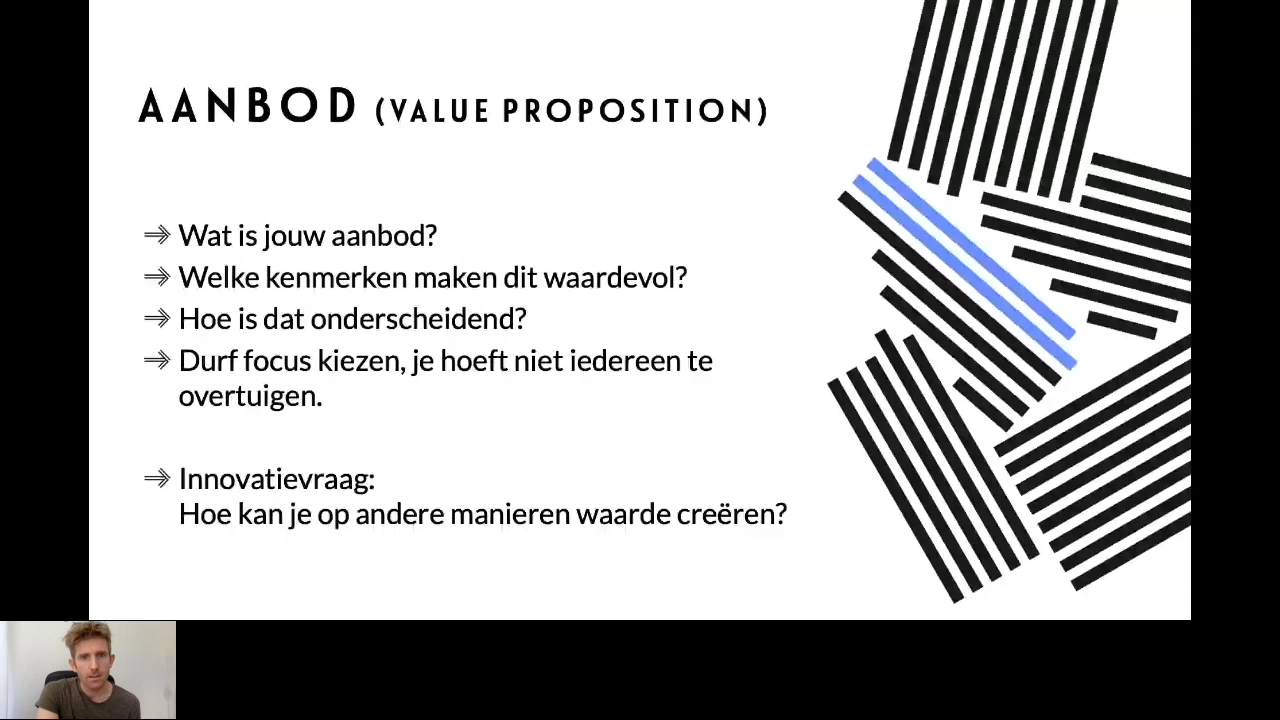 AANBOD (VALUE PROPOSITION)
⇒ Wat is jouw aanbod?
⇒ Welke kenmerken maken dit waardevol?
⇒ Hoe is dat onderscheidend?
⇒ Durf focus kiezen, je hoeft niet iedereen te
overtuigen.
⇒ Innovatievraag:
Hoe kan je op andere manieren waarde creëren?